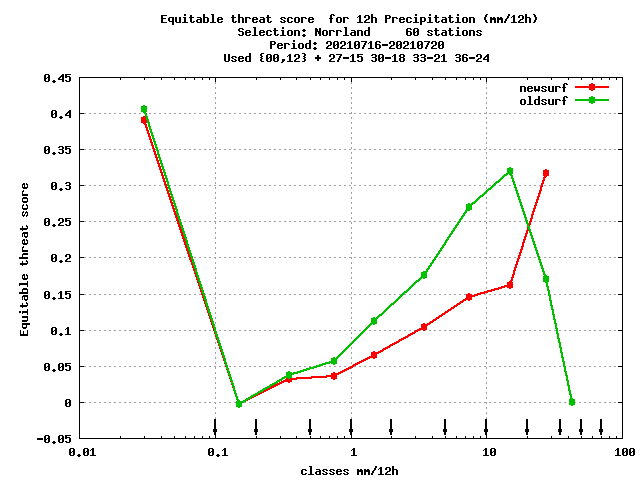 Equitable threat score  for 12h Precipitation (mm/12h)
Selection: Norrland     60 stations
Period: 20210716-20210720
Used {00,12} + 27-15 30-18 33-21 36-24
0.45
0.4
0.35
0.3
0.25
0.2
0.15
0.1
0.05
0
-0.05
Equitable threat score
newsurf
oldsurf
0.01
0.1
1
10
100
classes mm/12h